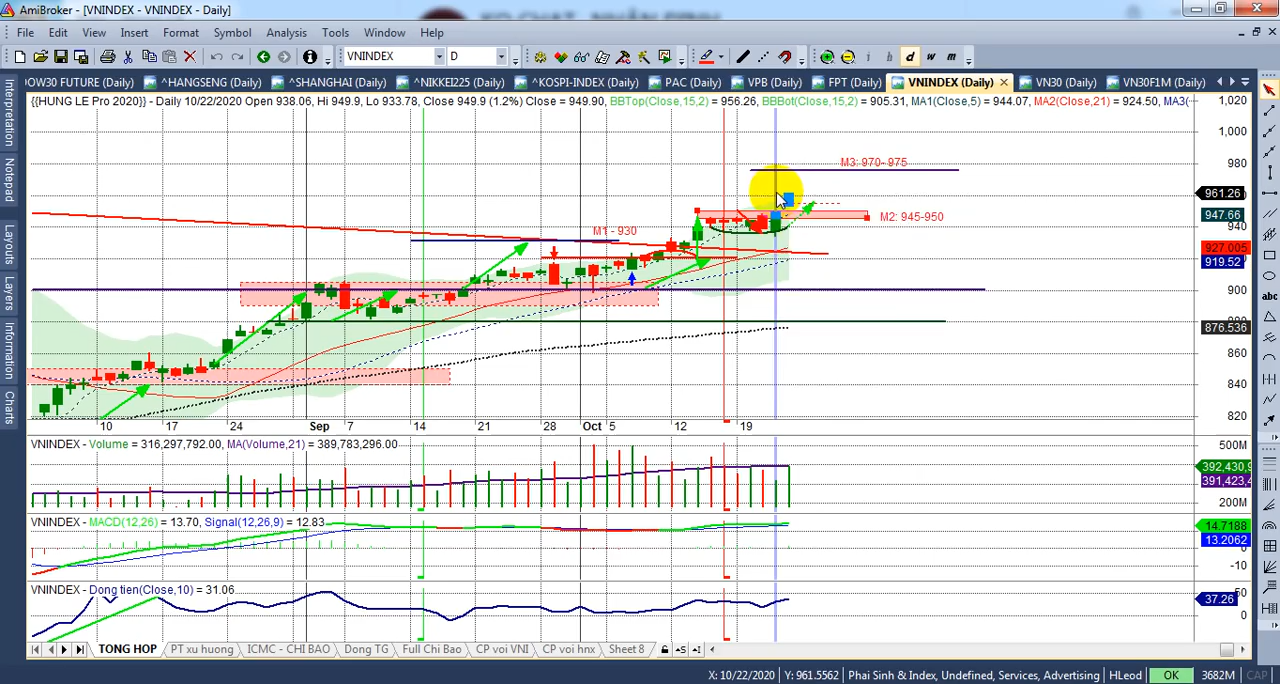 AmiBroker - [VNINDEX - VNINDEX - Daily]
File Edit View Insert Format Symbol Analysis Tools Window Help
VNINDEX D i h d w m
DOW30 FUTURE (Daily) ^HANGSENG (Daily) ^SHANGHAI (Daily) ^NIKKEI225 (Daily) ^KOSPI-INDEX (Daily) PAC (Daily) VPB (Daily) FPT (Daily) VNINDEX (Daily) VN30 (Daily) VN30F1M (Daily)
{{HUNG LE Pro 2020}} - Daily 10/22/2020 Open 938.06, Hi 949.9, Lo 933.78, Close 949.9 (1.2%) Close = 949.90, BBTop(Close,15,2) = 956.26, BBBot(Close,15,2) = 905.31, MA1(Close,5) = 944.07, MA2(Close,21) = 924.50, MA3(
Interpretation
Notepad
Layouts
Layers
Information
Charts
abc
M3: 970- 975
M2: 945-950
M1 - 930
1,020
1,000
980
961.26
947.66
940
927.005
919.52
900
876.536
860
840
820
10 17 24 Sep 7 14 21 28 Oct 5 12 19
VNINDEX - Volume = 316,297,792.00, MA(Volume,21) = 389,783,296.00
500M
392,430,9
391,423,4
200M
VNINDEX - MACD(12,26) = 13.70, Signal(12,26,9) = 12.83
14.7188
13.2062
0
-10
VNINDEX - Dong tien(Close,10) = 31.06
50
37.26
0
TONG HOP PT xu huong ICMC - CHI BAO Dong TG Full Chi Bao CP voi VNI CP voi hnx Sheet 8
X: 10/22/2020 Y: 961.5562 Phai Sinh & Index, Undefined, Services, Advertising HLeod OK 3682M CAP